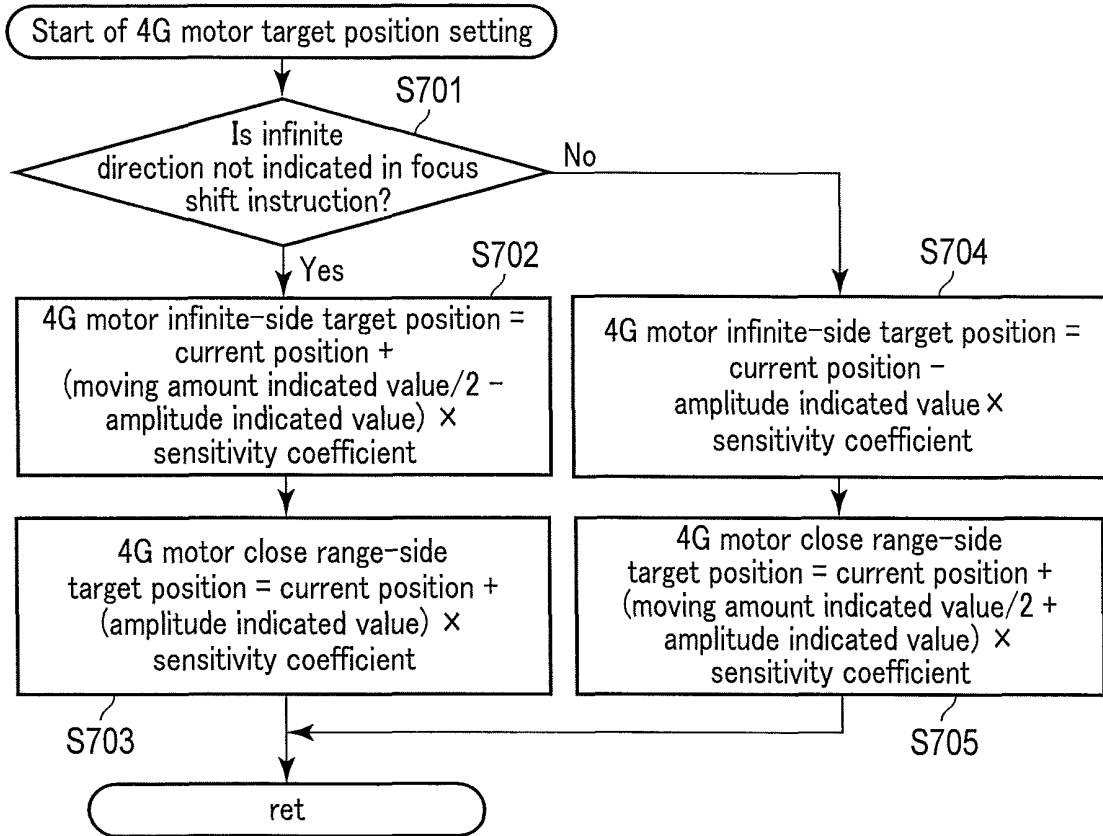 Start of 4G motor target position setting
S701
Is infinite
direction not indicated in focus
shift instruction?
No
Yes
S702
4G motor infinite-side target position =
current position +
(moving amount indicated value/2 -
amplitude indicated value) ×
sensitivity coefficient
S704
4G motor infinite-side target position =
current position -
amplitude indicated value ×
sensitivity coefficient
4G motor close range-side
target position = current position +
(amplitude indicated value) ×
sensitivity coefficient
S703
4G motor close range-side
target position = current position +
(moving amount indicated value/2 +
amplitude indicated value) ×
sensitivity coefficient
S705
ret